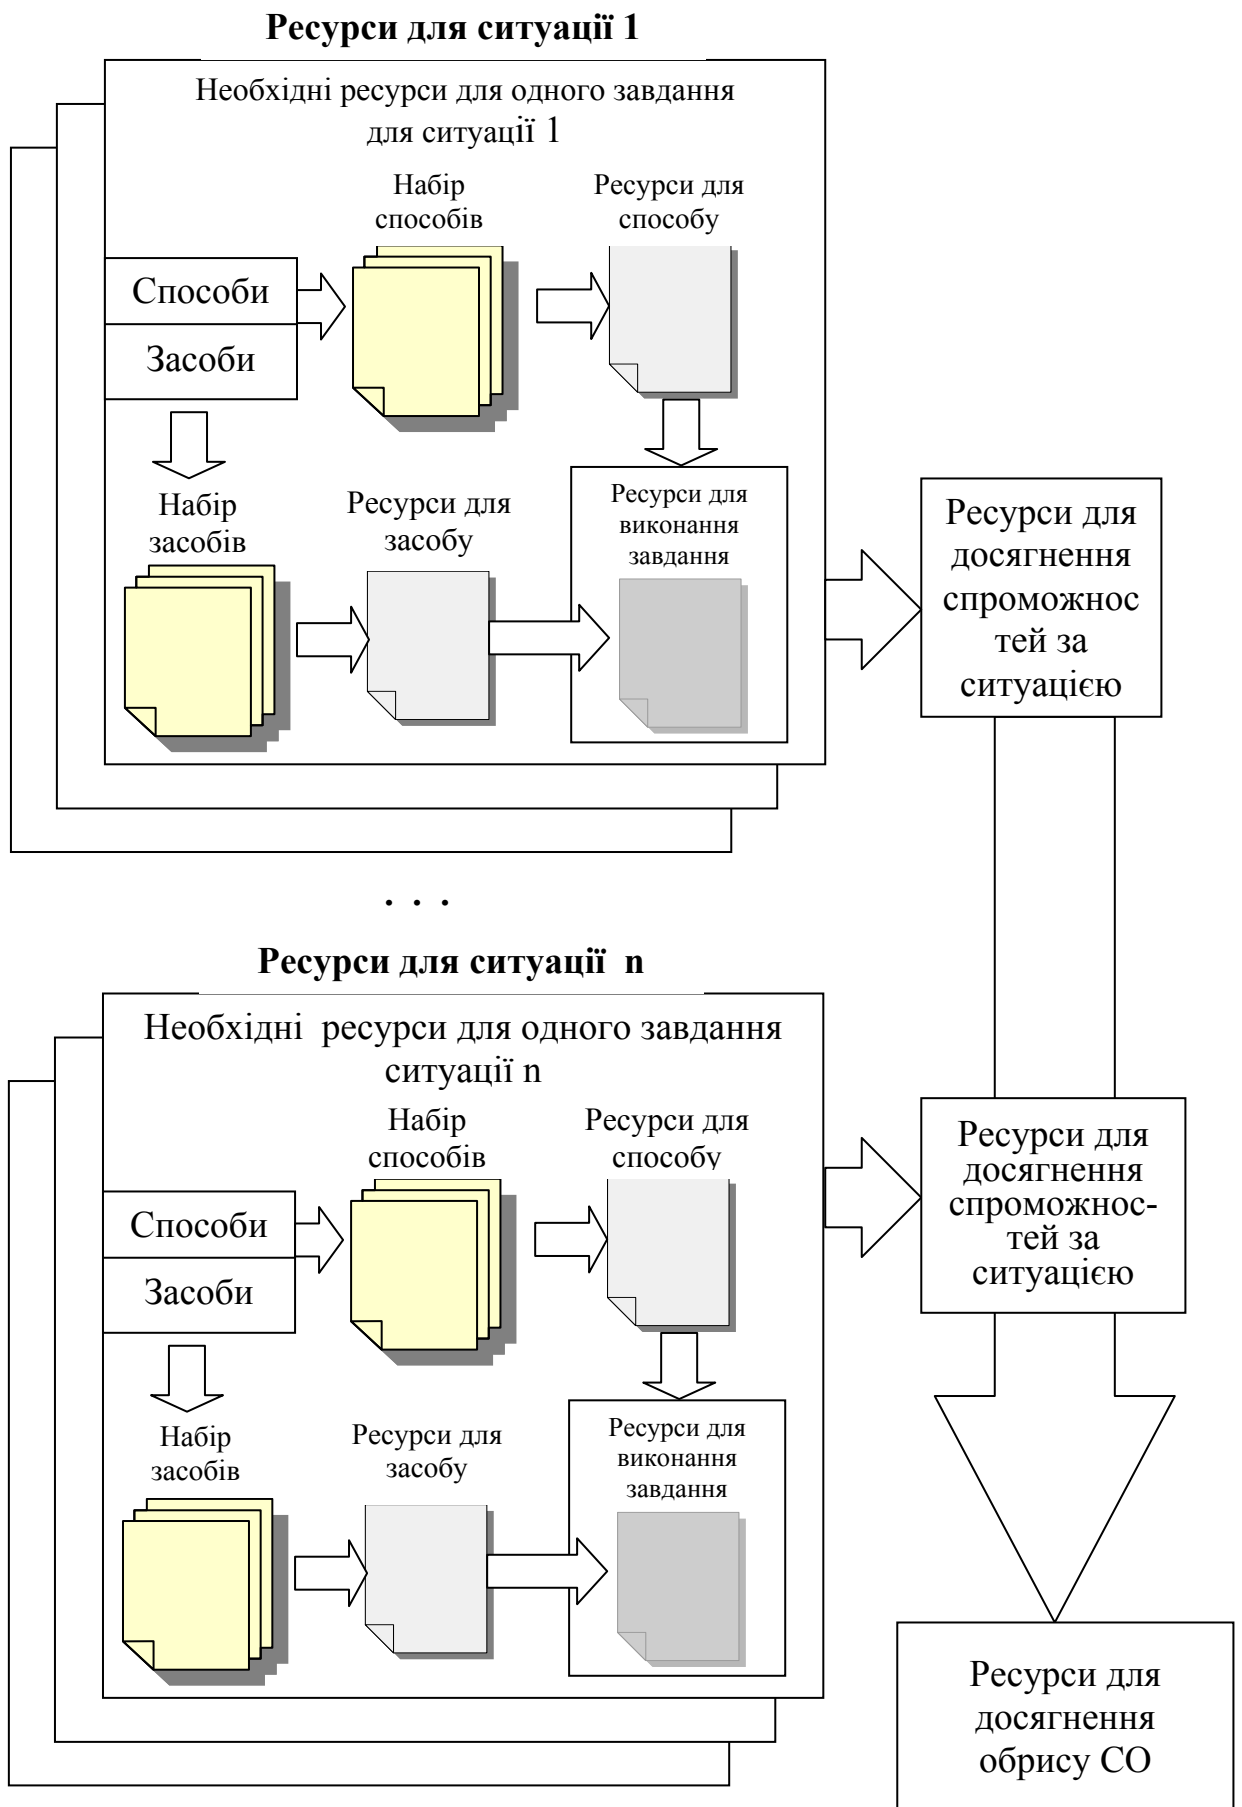 Ресурси для ситуації 1
Необхідні ресурси для одного завдання
для ситуації 1
Набір
способів
Ресурси для
способу
Способи
Засоби
Набір
засобів
Ресурси для
засобу
Ресурси для
виконання
завдання
Ресурси для
досягнення
спроможнос
тей за
ситуацією
. . .
Ресурси для ситуації n
Необхідні ресурси для одного завдання
ситуації n
Набір
способів
Ресурси для
способу
Способи
Засоби
Набір
засобів
Ресурси для
засобу
Ресурси для
виконання
завдання
Ресурси для
досягнення
спроможнос-
тей за
ситуацією
Ресурси для
досягнення
обрису СО